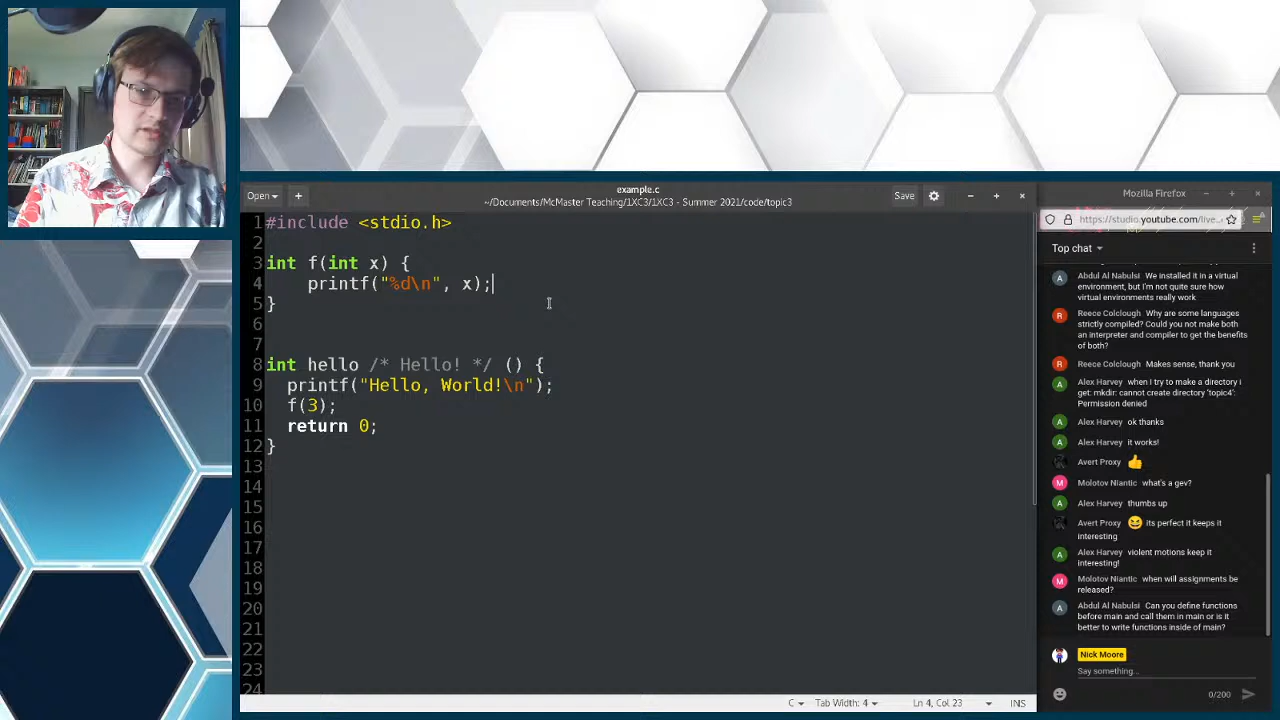 example.c
Open
Save
~/Documents/McMaster Teaching/1XC3/1XC3 - Summer 2021/code/topic3
1 #include <stdio.h>
2
3 int f(int x) {
4 printf("%d\n", x);
5 }
6
7
8 int hello /* Hello! */ () {
9 printf("Hello, World!\n");
10 f(3);
11 return 0;
12 }
13
14
15
16
17
18
19
20
21
22
23
24
C
Tab Width: 4
Ln 4, Col 23
INS
Mozilla Firefox
https://studio.youtube.com/live..
Top chat
A Abdul Al Nabulsi We installed it in a virtual
environment, but I'm not quite sure how
virtual environments really work
R Reece Colclough Why are some languages
strictly compiled? Could you not make both
an interpreter and compiler to get the benefits
of both?
R Reece Colclough Makes sense, thank you
A Alex Harvey when I try to make a directory i
get: mkdir: cannot create directory 'topic4':
Permission denied
A Alex Harvey ok thanks
A Alex Harvey it works!
Avert Proxy 👍
M Molotov Niantic what's a gev?
A Alex Harvey thumbs up
Avert Proxy 😆 its perfect it keeps it
interesting
A Alex Harvey violent motions keep it
interesting!
M Molotov Niantic when will assignments be
released?
A Abdul Al Nabulsi Can you define functions
before main and call them in main or is it
better to write functions inside of main?
Nick Moore
Say something...
0/200